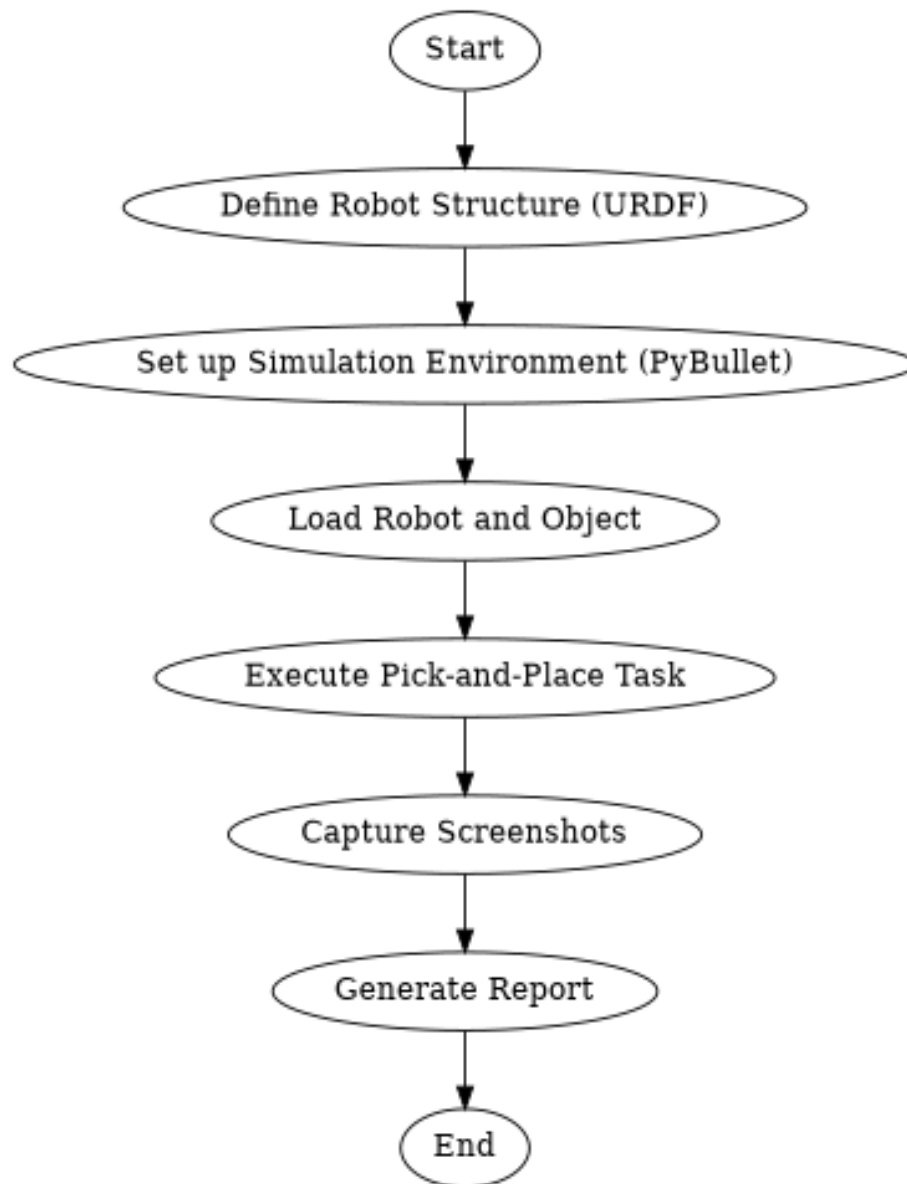 Start
Define Robot Structure (URDF)
Set up Simulation Environment (PyBullet)
Load Robot and Object
Execute Pick-and-Place Task
Capture Screenshots
Generate Report
End